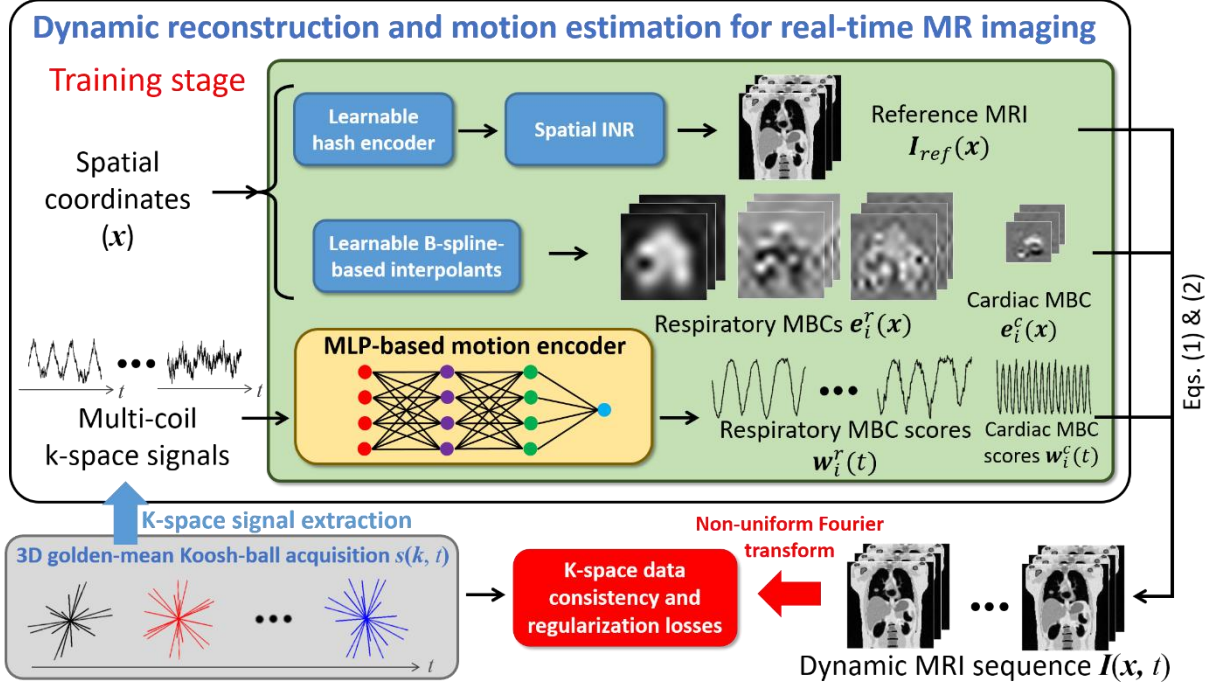 Dynamic reconstruction and motion estimation for real-time MR imaging
Training stage
Spatial
coordinates
(x)
Learnable
hash encoder
Spatial INR
Reference MRI
I_ref(x)
Learnable B-spline-
based interpolants
Respiratory MBCs e_i^r(x)
Cardiac MBC
e_i^c(x)
Eqs. (1) & (2)
t
t
Multi-coil
k-space signals
MLP-based motion encoder
Respiratory MBC scores
w_i^r(t)
Cardiac MBC
scores w_i^c(t)
K-space signal extraction
3D golden-mean Koosh-ball acquisition s(k, t)
t
K-space data
consistency and
regularization losses
Non-uniform Fourier
transform
Dynamic MRI sequence I(x, t)